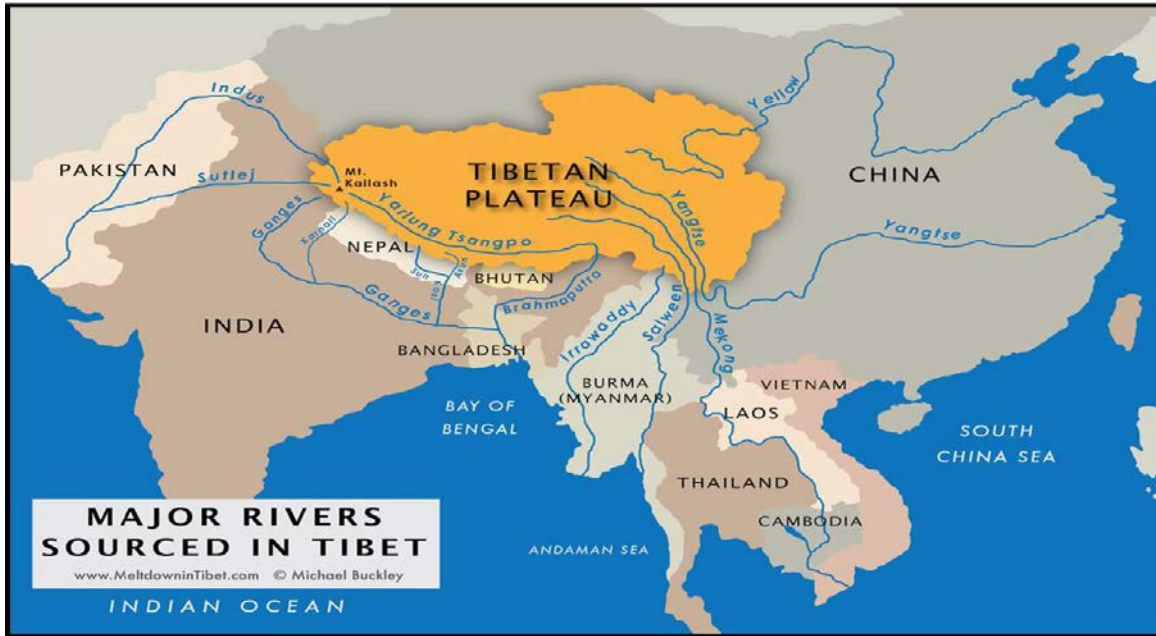 Indus
Yellow
PAKISTAN
Mt.
Kailash
TIBETAN
PLATEAU
CHINA
Sutlej
Ganges
Karnali
Yarlung Tsangpo
Yangtse
Yangtse
NEPAL
Sun Kosi
Arun
BHUTAN
Brahmaputra
INDIA
Ganges
BANGLADESH
Irrawaddy
Salween
Mekong
BURMA
(MYANMAR)
VIETNAM
LAOS
BAY OF
BENGAL
SOUTH
CHINA SEA
THAILAND
CAMBODIA
ANDAMAN SEA
MAJOR RIVERS
SOURCED IN TIBET
www.MeltdowninTibet.com © Michael Buckley
INDIAN OCEAN